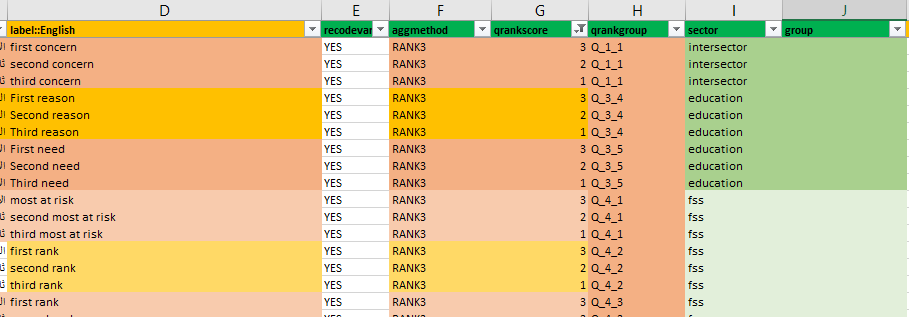 D E F G H I J
label::English recodevar aggmethod qrankscore qrankgroup sector group
first concern YES RANK3 3 Q_1_1 intersector
second concern YES RANK3 2 Q_1_1 intersector
third concern YES RANK3 1 Q_1_1 intersector
First reason YES RANK3 3 Q_3_4 education
Second reason YES RANK3 2 Q_3_4 education
Third reason YES RANK3 1 Q_3_4 education
First need YES RANK3 3 Q_3_5 education
Second need YES RANK3 2 Q_3_5 education
Third need YES RANK3 1 Q_3_5 education
most at risk YES RANK3 3 Q_4_1 fss
second most at risk YES RANK3 2 Q_4_1 fss
third most at risk YES RANK3 1 Q_4_1 fss
first rank YES RANK3 3 Q_4_2 fss
second rank YES RANK3 2 Q_4_2 fss
third rank YES RANK3 1 Q_4_2 fss
first rank YES RANK3 3 Q_4_3 fss